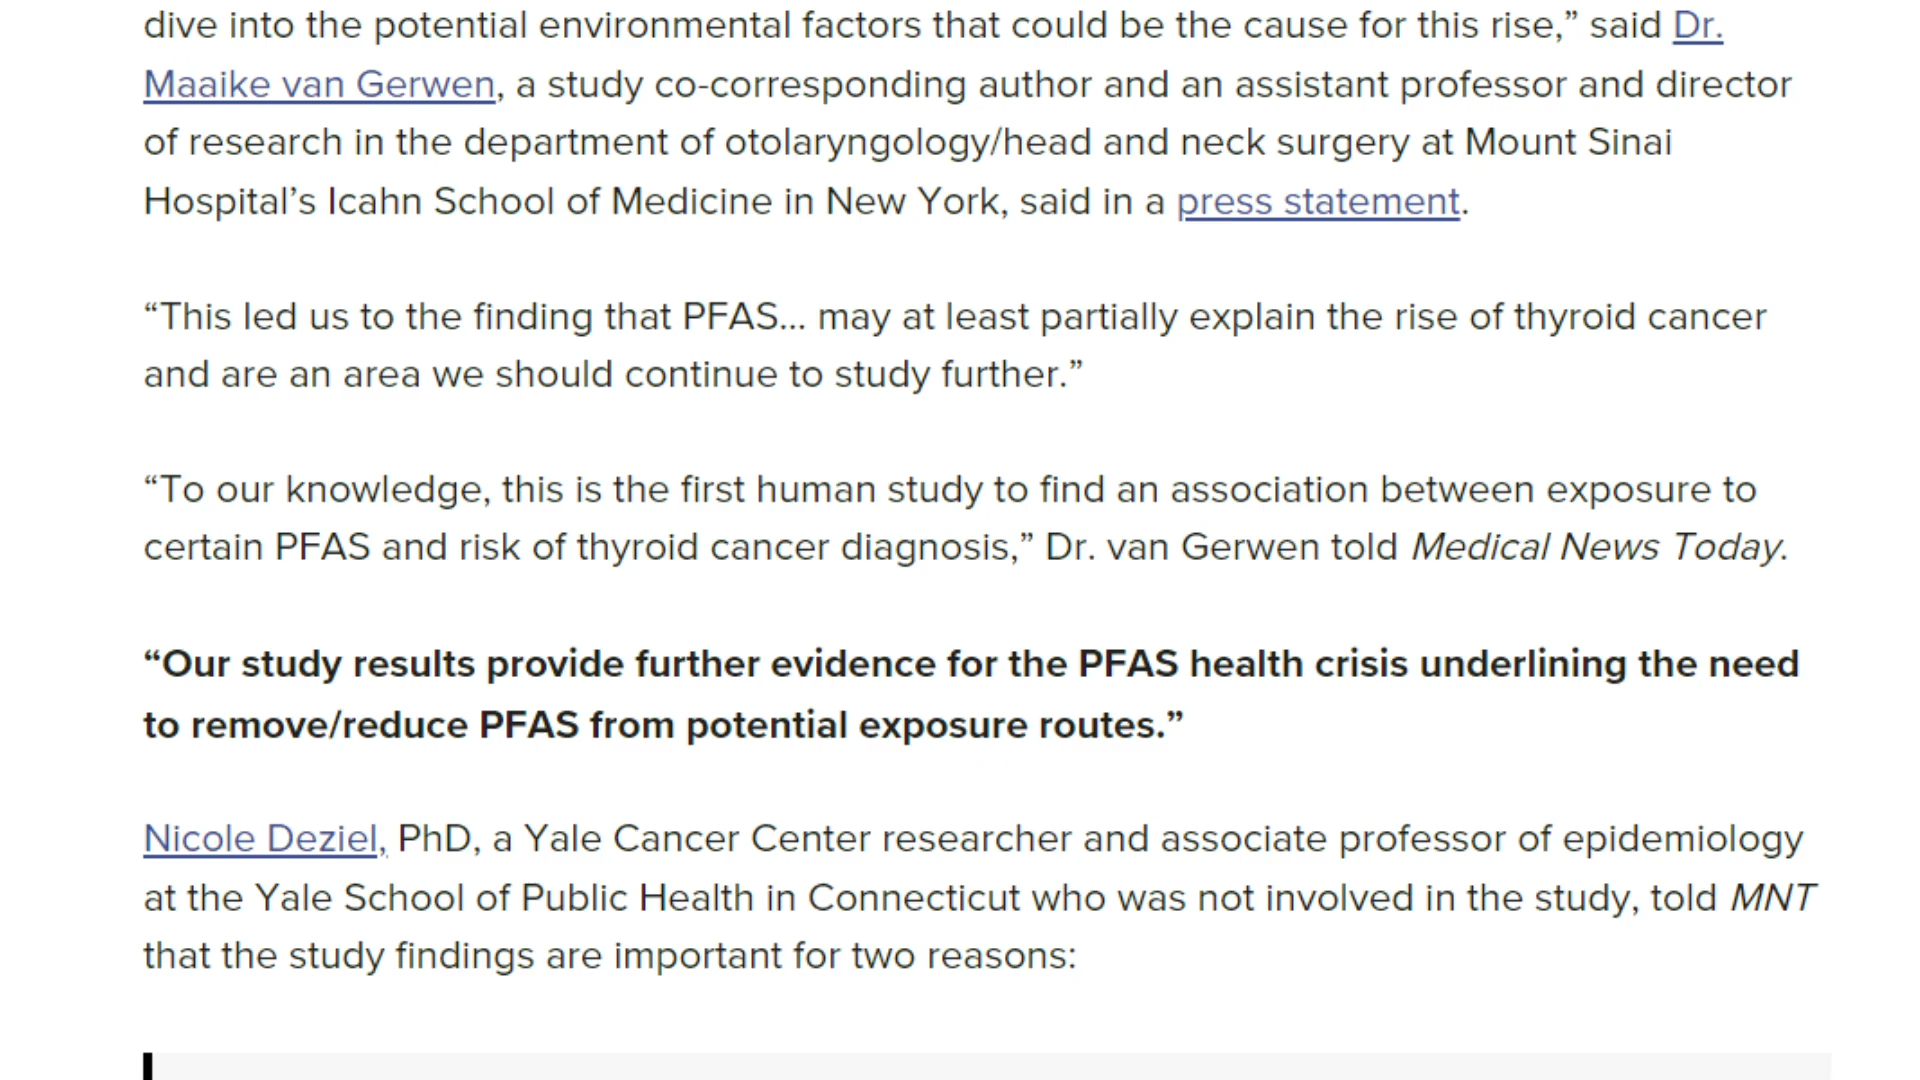 dive into the potential environmental factors that could be the cause for this rise,” said Dr.
Maaike van Gerwen, a study co-corresponding author and an assistant professor and director
of research in the department of otolaryngology/head and neck surgery at Mount Sinai
Hospital’s Icahn School of Medicine in New York, said in a press statement.
“This led us to the finding that PFAS… may at least partially explain the rise of thyroid cancer
and are an area we should continue to study further.”
“To our knowledge, this is the first human study to find an association between exposure to
certain PFAS and risk of thyroid cancer diagnosis,” Dr. van Gerwen told Medical News Today.
“Our study results provide further evidence for the PFAS health crisis underlining the need
to remove/reduce PFAS from potential exposure routes.”
Nicole Deziel, PhD, a Yale Cancer Center researcher and associate professor of epidemiology
at the Yale School of Public Health in Connecticut who was not involved in the study, told MNT
that the study findings are important for two reasons: